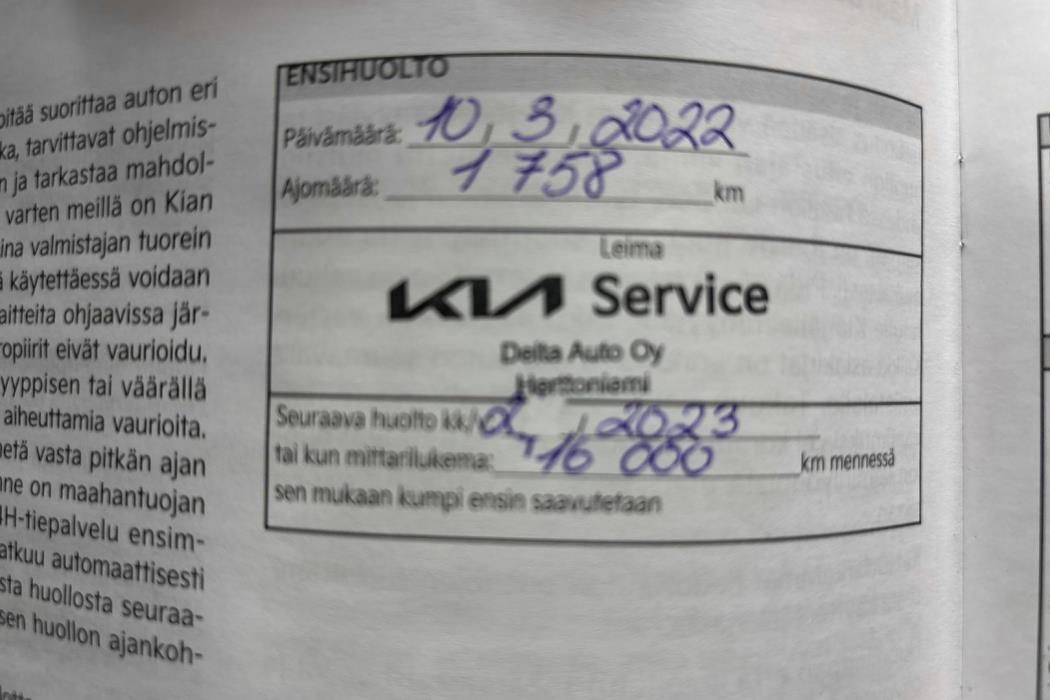 pitää suorittaa auton eri
ka, tarvittavat ohjelmis-
n ja tarkastaa mahdol-
varten meillä on Kian
ina valmistajan tuorein
ä käytettäessä voidaan
aitteita ohjaavissa jär-
ropiirit eivät vaurioidu.
yyppisen tai väärällä
aiheuttamia vaurioita.
netä vasta pitkän ajan
nne on maahantuojan
4H-tiepalvelu ensim-
atkuu automaattisesti
sta huollosta seuraa-
sen huollon ajankoh-
ENSIHUOLTO
Päivämäärä: 10 / 3 / 2022
Ajomäärä: 1 758 km
Leima
KIA Service
Delta Auto Oy
Herttoniemi
Seuraava huolto kk/v 2 / 2023
tai kun mittarilukema: 16 000 km mennessä
sen mukaan kumpi ensin saavutetaan